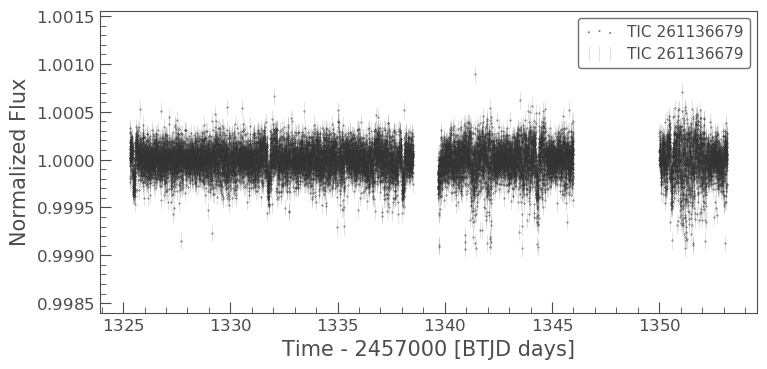 1.0015
1.0010
1.0005
1.0000
0.9995
0.9990
0.9985
Normalized Flux
TIC 261136679
TIC 261136679
1325 1330 1335 1340 1345 1350
Time - 2457000 [BTJD days]